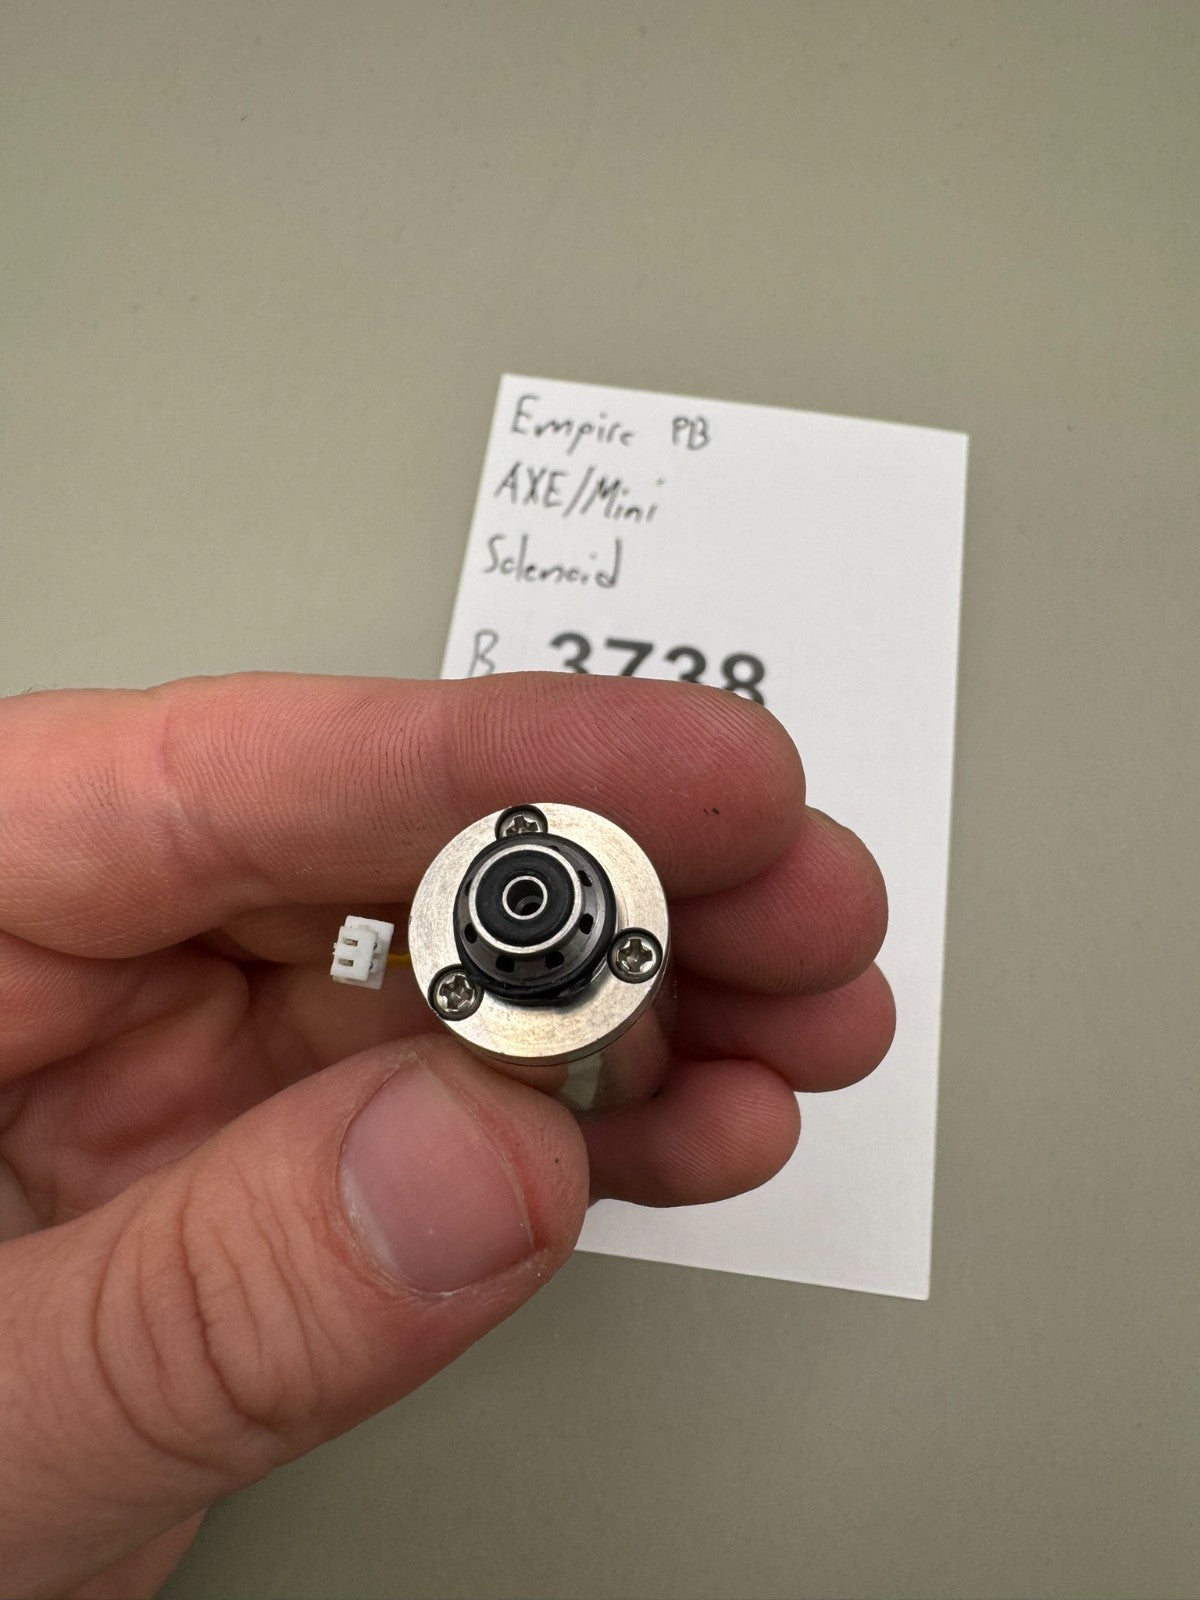 Empire PB
AXE/Mini
Solenoid
B 3738